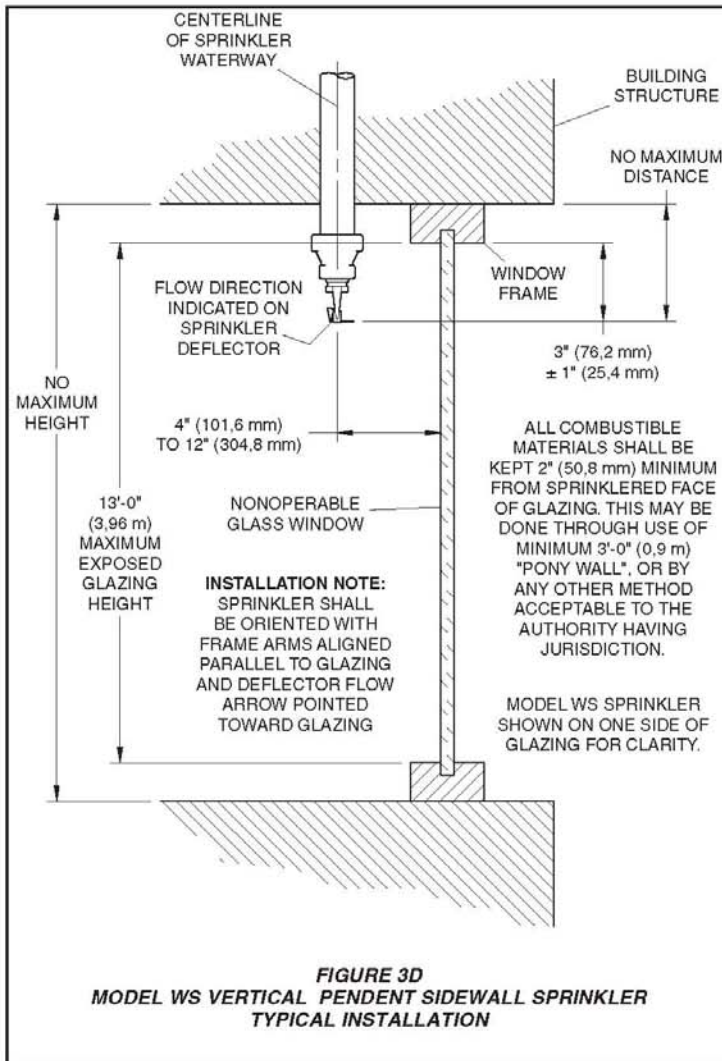 CENTERLINE
OF SPRINKLER
WATERWAY
BUILDING
STRUCTURE
NO MAXIMUM
DISTANCE
WINDOW
FRAME
FLOW DIRECTION
INDICATED ON
SPRINKLER
DEFLECTOR
3" (76,2 mm)
± 1" (25,4 mm)
NO
MAXIMUM
HEIGHT
4" (101,6 mm)
TO 12" (304,8 mm)
13'-0"
(3,96 m)
MAXIMUM
EXPOSED
GLAZING
HEIGHT
NONOPERABLE
GLASS WINDOW
INSTALLATION NOTE:
SPRINKLER SHALL
BE ORIENTED WITH
FRAME ARMS ALIGNED
PARALLEL TO GLAZING
AND DEFLECTOR FLOW
ARROW POINTED
TOWARD GLAZING
ALL COMBUSTIBLE
MATERIALS SHALL BE
KEPT 2" (50,8 mm) MINIMUM
FROM SPRINKLERED FACE
OF GLAZING. THIS MAY BE
DONE THROUGH USE OF
MINIMUM 3'-0" (0,9 m)
"PONY WALL", OR BY
ANY OTHER METHOD
ACCEPTABLE TO THE
AUTHORITY HAVING
JURISDICTION.
MODEL WS SPRINKLER
SHOWN ON ONE SIDE OF
GLAZING FOR CLARITY.
FIGURE 3D
MODEL WS VERTICAL PENDENT SIDEWALL SPRINKLER
TYPICAL INSTALLATION